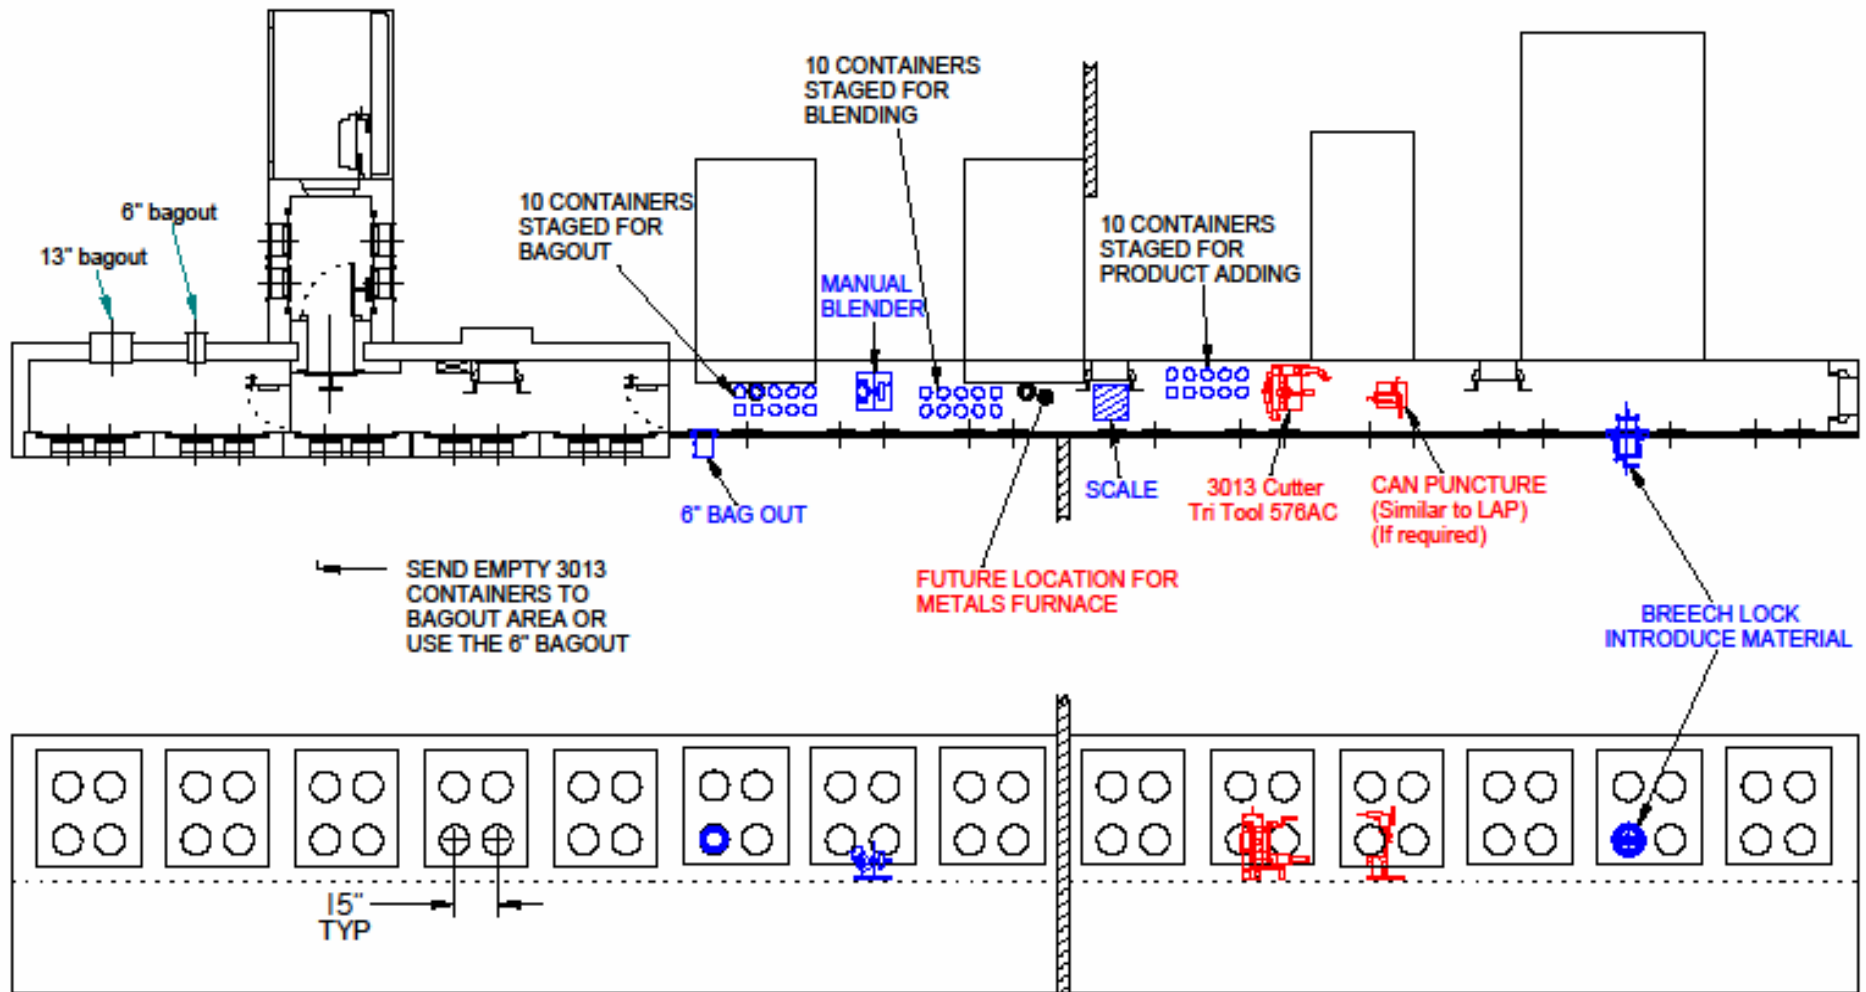 10 CONTAINERS
STAGED FOR
BLENDING
10 CONTAINERS
STAGED FOR
BAGOUT
6" bagout
13" bagout
MANUAL
BLENDER
10 CONTAINERS
STAGED FOR
PRODUCT ADDING
6" BAG OUT
SCALE
3013 Cutter
Tri Tool 576AC
CAN PUNCTURE
(Similar to LAP)
(If required)
SEND EMPTY 3013
CONTAINERS TO
BAGOUT AREA OR
USE THE 6" BAGOUT
FUTURE LOCATION FOR
METALS FURNACE
BREECH LOCK
INTRODUCE MATERIAL
15"
TYP